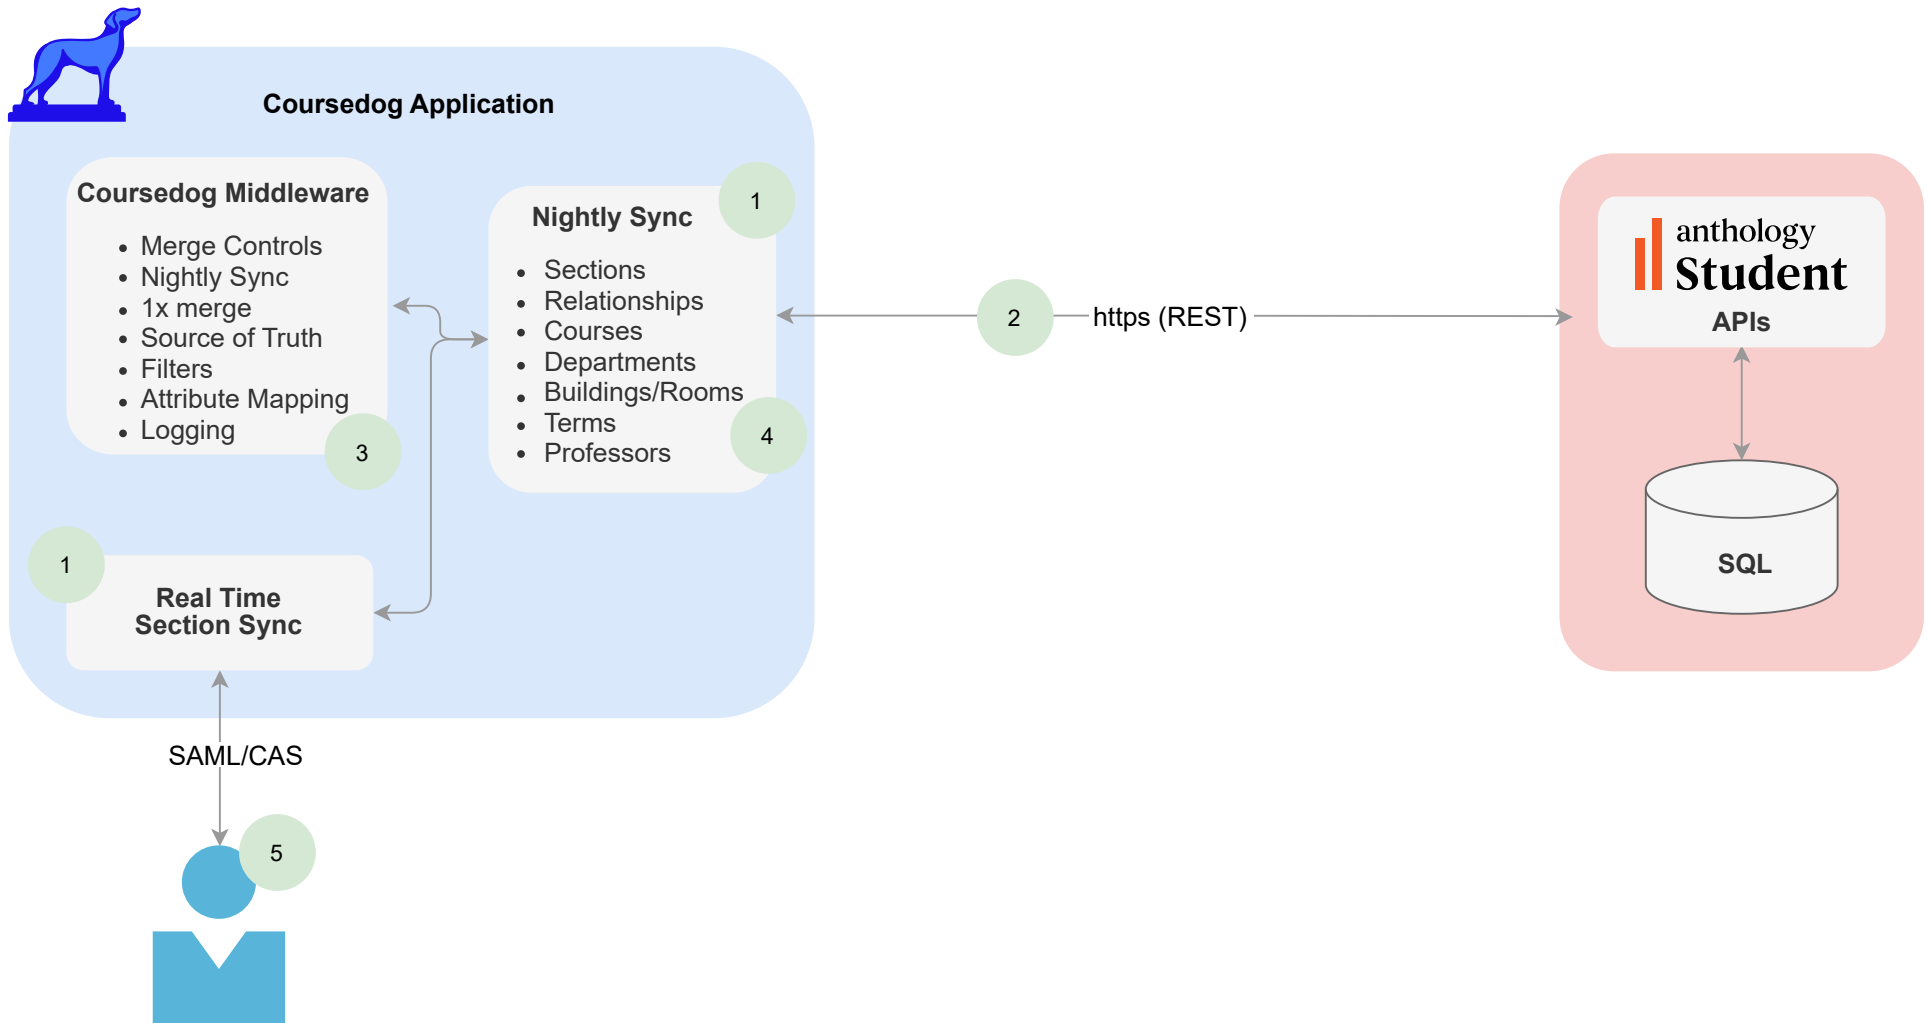 Coursedog Application
Coursedog Middleware
• Merge Controls
• Nightly Sync
• 1x merge
• Source of Truth
• Filters
• Attribute Mapping
• Logging
3
1
Nightly Sync
• Sections
• Relationships
• Courses
• Departments
• Buildings/Rooms
• Terms
• Professors
4
2
https (REST)
anthology
Student
APIs
SQL
1
Real Time
Section Sync
SAML/CAS
5